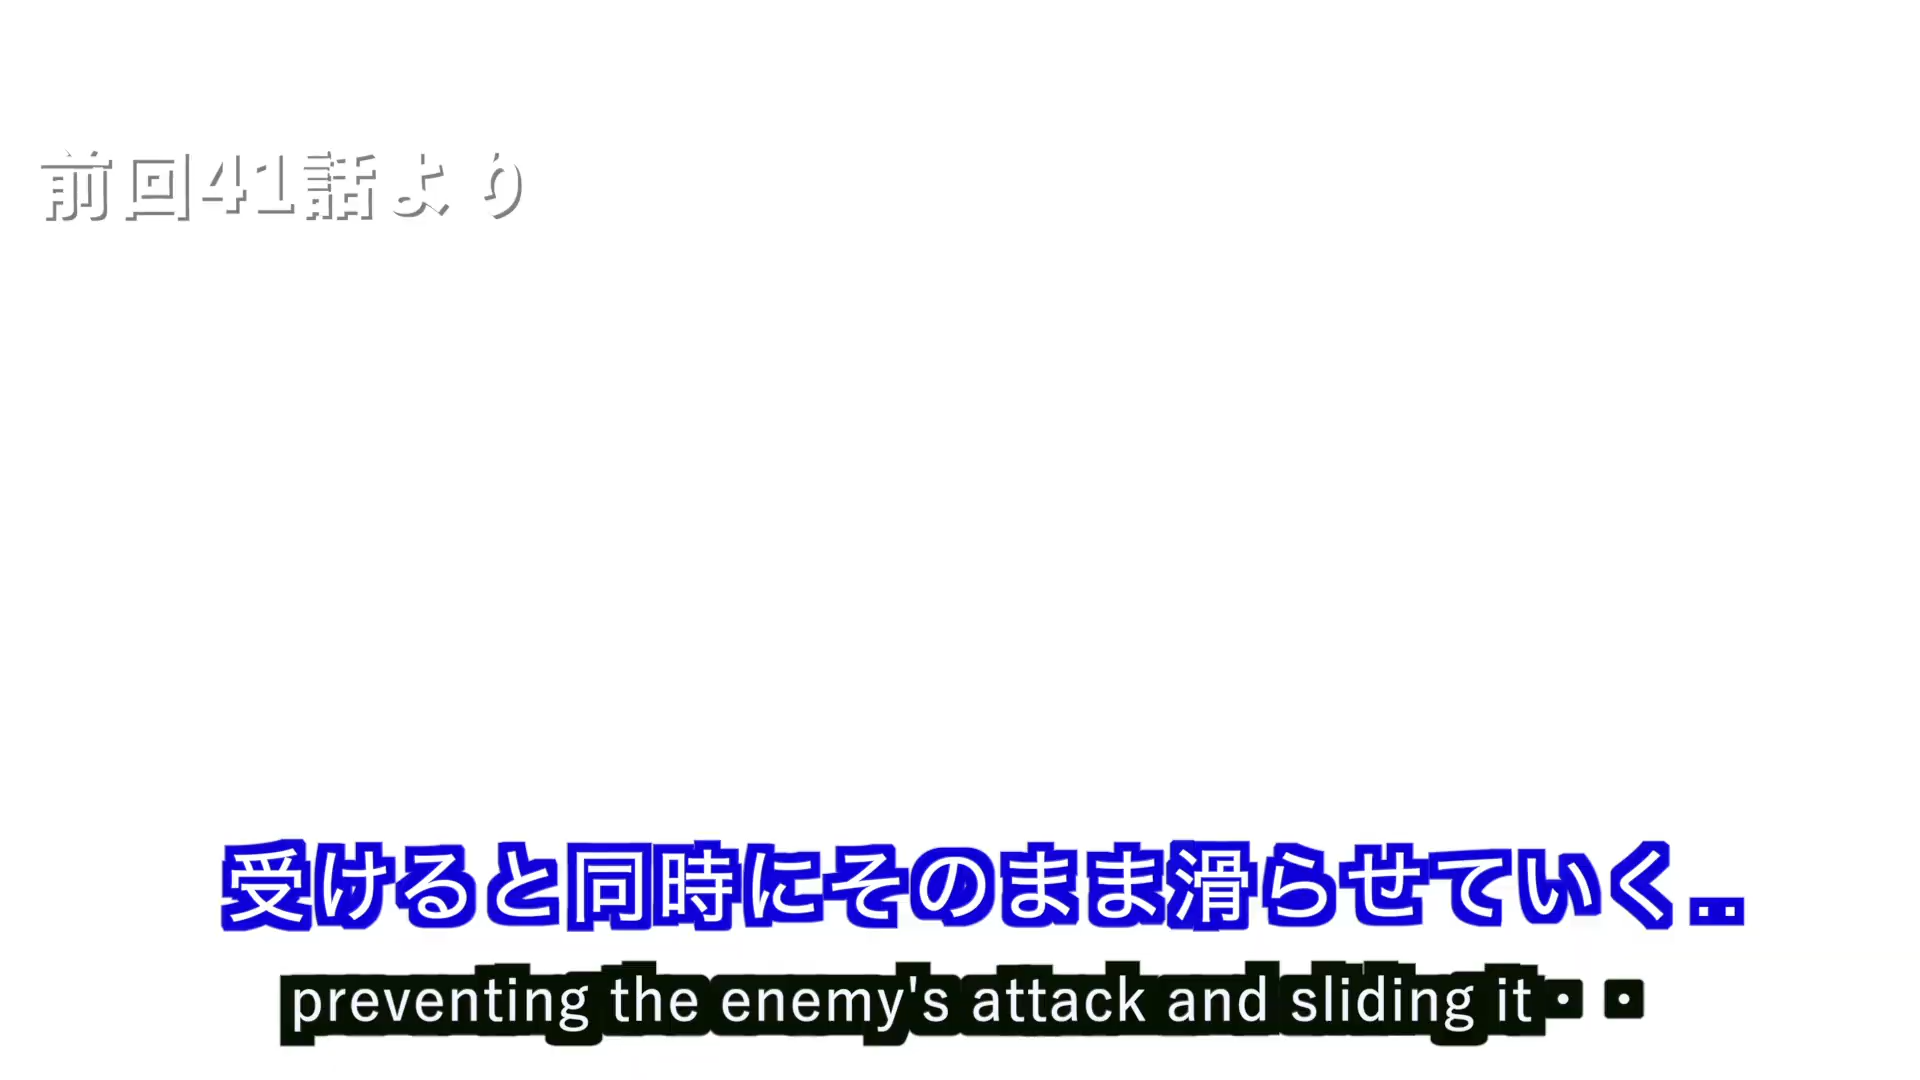 前回41話より
受けると同時にそのまま滑らせていく..
preventing the enemy's attack and sliding it・・